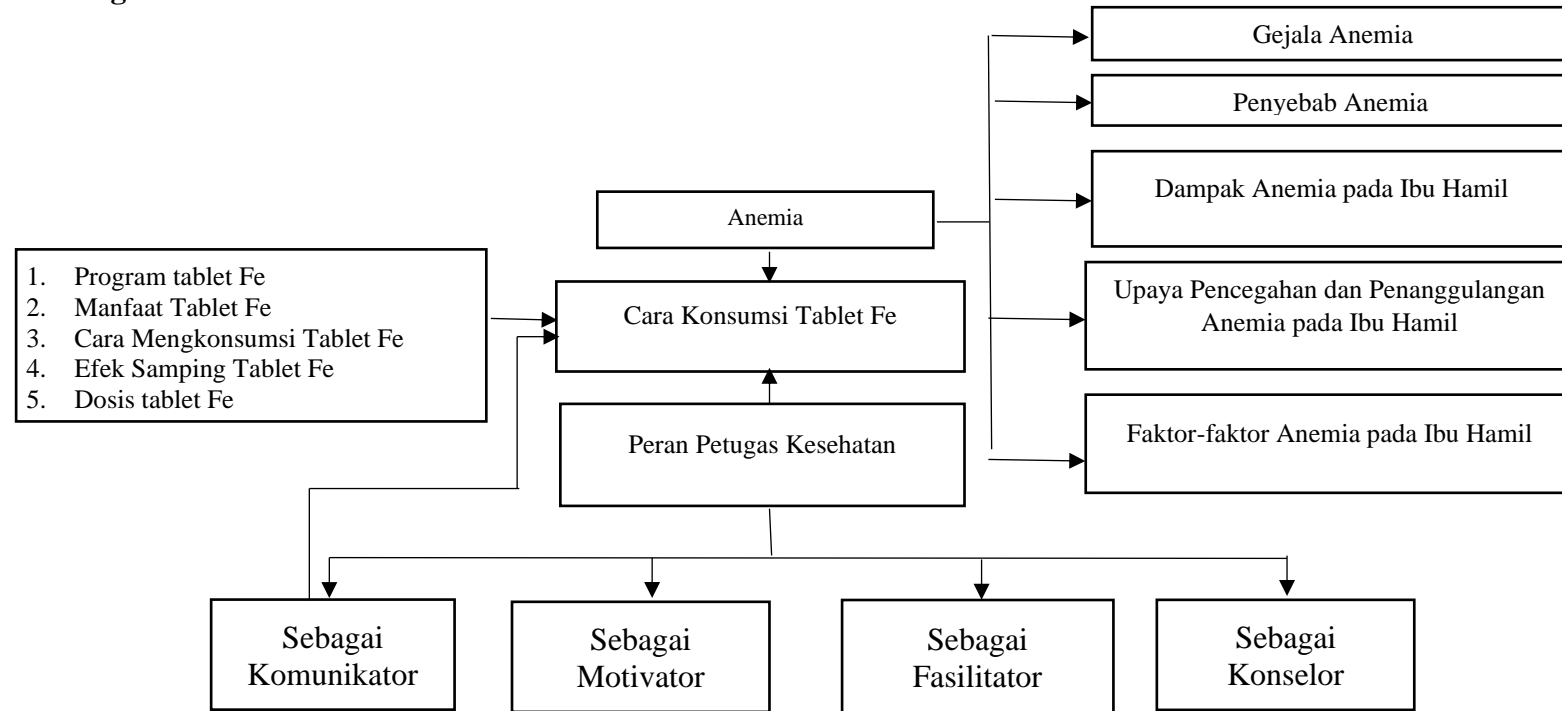 Gejala Anemia
Penyebab Anemia
Dampak Anemia pada Ibu Hamil
Anemia
1. Program tablet Fe
2. Manfaat Tablet Fe
3. Cara Mengkonsumsi Tablet Fe
4. Efek Samping Tablet Fe
5. Dosis tablet Fe
Cara Konsumsi Tablet Fe
Upaya Pencegahan dan Penanggulangan
Anemia pada Ibu Hamil
Peran Petugas Kesehatan
Faktor-faktor Anemia pada Ibu Hamil
Sebagai
Komunikator
Sebagai
Motivator
Sebagai
Fasilitator
Sebagai
Konselor